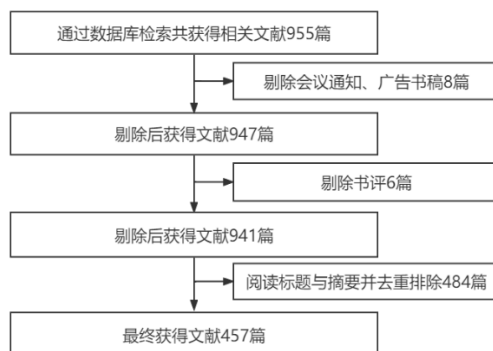 通过数据库检索共获得相关文献955篇
剔除会议通知、广告书稿8篇
剔除后获得文献947篇
剔除书评6篇
剔除后获得文献941篇
阅读标题与摘要并去重排除484篇
最终获得文献457篇